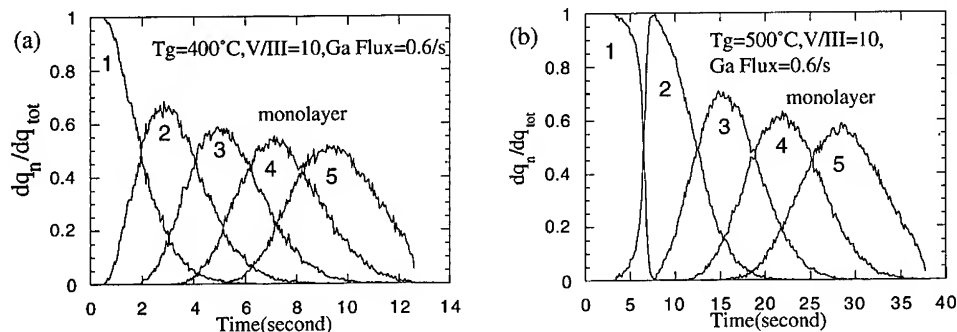 (a)
Tg=400°C,V/III=10,Ga Flux=0.6/s
monolayer
1
2
3
4
5
dq_n/dq_tot
1
0.8
0.6
0.4
0.2
0
0 2 4 6 8 10 12 14
Time(second)
(b)
Tg=500°C,V/III=10,
Ga Flux=0.6/s
monolayer
1
2
3
4
5
dq_n/dq_tot
1
0.8
0.6
0.4
0.2
0
0 5 10 15 20 25 30 35 40
Time(second)